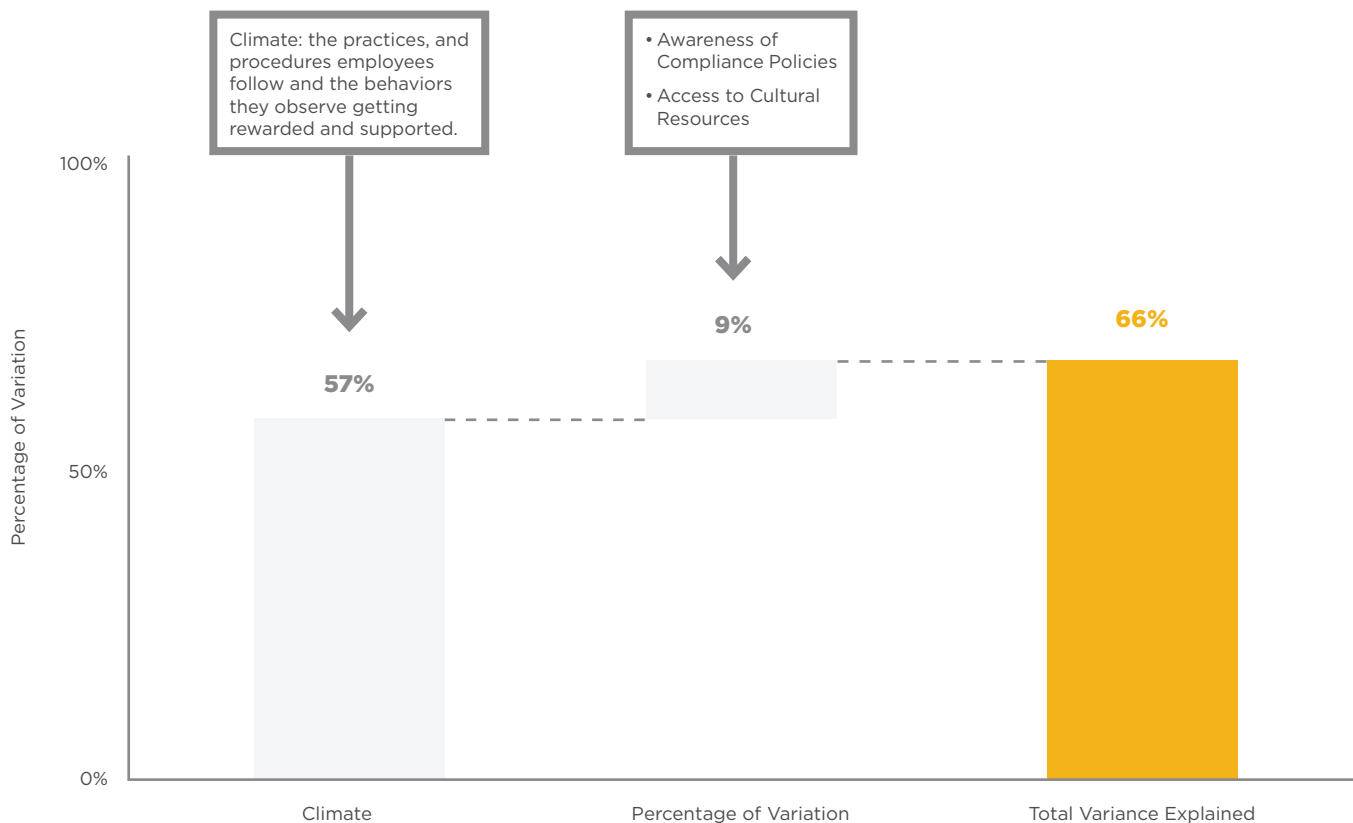 Climate: the practices, and
procedures employees
follow and the behaviors
they observe getting
rewarded and supported.
• Awareness of
Compliance Policies
• Access to Cultural
Resources
100%
50%
0%
Percentage of Variation
57%
9%
66%
Climate
Percentage of Variation
Total Variance Explained